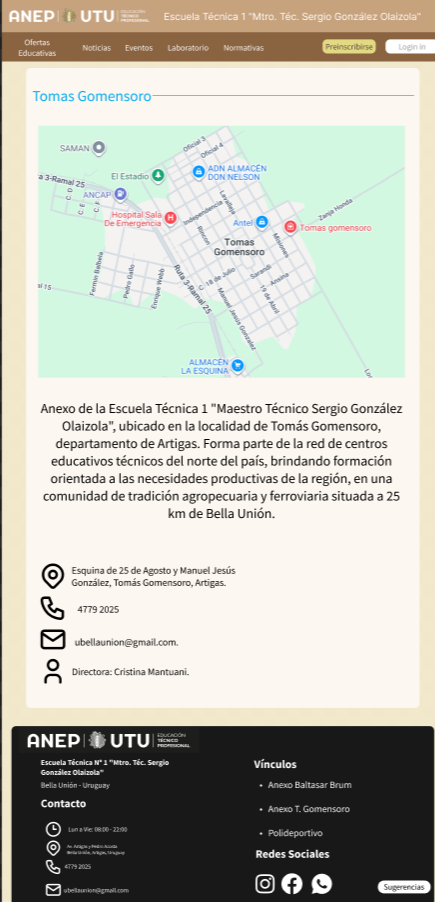 ANEP UTU EDUCACIÓN TÉCNICO PROFESIONAL Escuela Técnica 1 "Mtro. Téc. Sergio González Olaizola"
Ofertas Educativas Noticias Eventos Laboratorio Normativas Preinscribirse Login in
Tomas Gomensoro
SAMAN
Oficial 3
Oficial 4
a 3-Ramal 25
El Estadio
ADN ALMACÉN
DON NELSON
ANCAP
C. D
C. E
C. F
Lavalleja
Independencia
Zanja Honda
Hospital Sala
De Emergencia
Antel
Tomas gomensoro
Rincon
Misiones
Tomas
Gomensoro
Fermín Balbela
Pedro Gallo
Enrique Webb
Ruta 3-Ramal 25
Sarandi
Asncina
C. 18 de Julio
19 de Abril
Manuel Jesús Gonzalez
al 15
ALMACÉN
LA ESQUINA
Anexo de la Escuela Técnica 1 "Maestro Técnico Sergio González
Olaizola”, ubicado en la localidad de Tomás Gomensoro,
departamento de Artigas. Forma parte de la red de centros
educativos técnicos del norte del país, brindando formación
orientada a las necesidades productivas de la región, en una
comunidad de tradición agropecuaria y ferroviaria situada a 25
km de Bella Unión.
Esquina de 25 de Agosto y Manuel Jesús
González, Tomás Gomensoro, Artigas.
4779 2025
ubellaunion@gmail.com.
Directora: Cristina Mantuani.
ANEP UTU EDUCACIÓN TÉCNICO PROFESIONAL
Escuela Técnica N° 1 "Mtro. Téc. Sergio
González Olaizola”
Bella Unión - Uruguay
Contacto
Lun a Vie: 08:00 - 22:00
Av. Artigas y Pedro Acosta
Bella Unión, Artigas, Uruguay
4779 2025
ubellaunion@gmail.com
Vínculos
• Anexo Baltasar Brum
• Anexo T. Gomensoro
• Polideportivo
Redes Sociales
Sugerencias